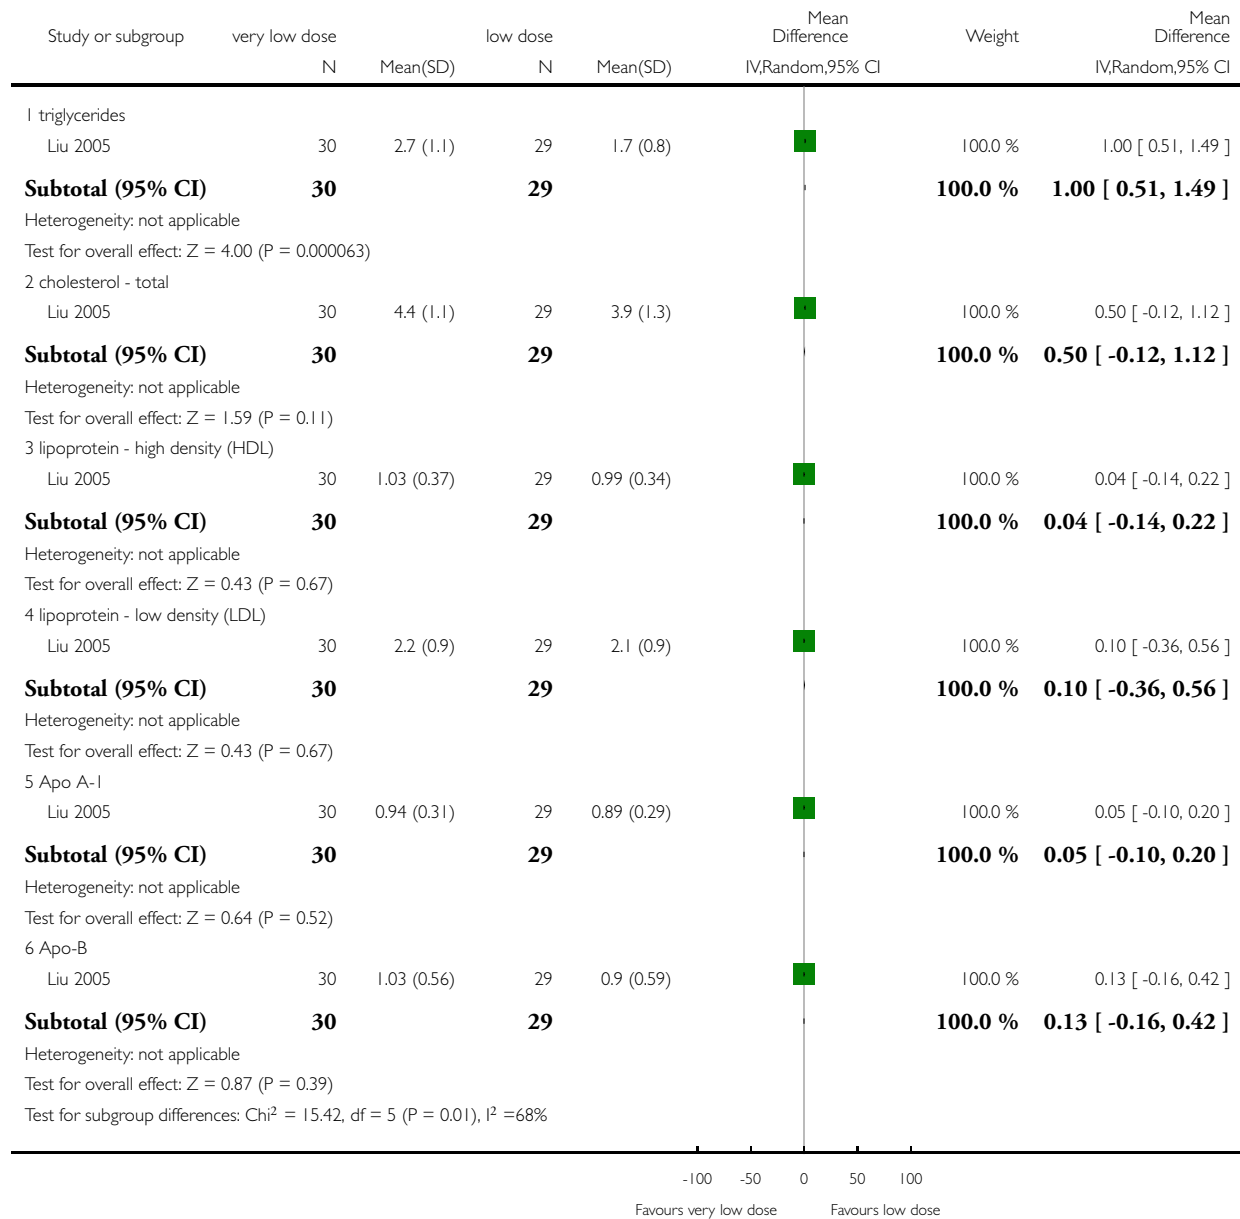 Study or subgroup very low dose low dose Mean Difference Weight Mean Difference
N Mean(SD) N Mean(SD) IV,Random,95% CI IV,Random,95% CI
1 triglycerides
Liu 2005 30 2.7 (1.1) 29 1.7 (0.8) 100.0 % 1.00 [ 0.51, 1.49 ]
Subtotal (95% CI) 30 29 100.0 % 1.00 [ 0.51, 1.49 ]
Heterogeneity: not applicable
Test for overall effect: Z = 4.00 (P = 0.000063)
2 cholesterol - total
Liu 2005 30 4.4 (1.1) 29 3.9 (1.3) 100.0 % 0.50 [ -0.12, 1.12 ]
Subtotal (95% CI) 30 29 100.0 % 0.50 [ -0.12, 1.12 ]
Heterogeneity: not applicable
Test for overall effect: Z = 1.59 (P = 0.11)
3 lipoprotein - high density (HDL)
Liu 2005 30 1.03 (0.37) 29 0.99 (0.34) 100.0 % 0.04 [ -0.14, 0.22 ]
Subtotal (95% CI) 30 29 100.0 % 0.04 [ -0.14, 0.22 ]
Heterogeneity: not applicable
Test for overall effect: Z = 0.43 (P = 0.67)
4 lipoprotein - low density (LDL)
Liu 2005 30 2.2 (0.9) 29 2.1 (0.9) 100.0 % 0.10 [ -0.36, 0.56 ]
Subtotal (95% CI) 30 29 100.0 % 0.10 [ -0.36, 0.56 ]
Heterogeneity: not applicable
Test for overall effect: Z = 0.43 (P = 0.67)
5 Apo A-1
Liu 2005 30 0.94 (0.31) 29 0.89 (0.29) 100.0 % 0.05 [ -0.10, 0.20 ]
Subtotal (95% CI) 30 29 100.0 % 0.05 [ -0.10, 0.20 ]
Heterogeneity: not applicable
Test for overall effect: Z = 0.64 (P = 0.52)
6 Apo-B
Liu 2005 30 1.03 (0.56) 29 0.9 (0.59) 100.0 % 0.13 [ -0.16, 0.42 ]
Subtotal (95% CI) 30 29 100.0 % 0.13 [ -0.16, 0.42 ]
Heterogeneity: not applicable
Test for overall effect: Z = 0.87 (P = 0.39)
Test for subgroup differences: Chi² = 15.42, df = 5 (P = 0.01), I² =68%
-100 -50 0 50 100
Favours very low dose Favours low dose